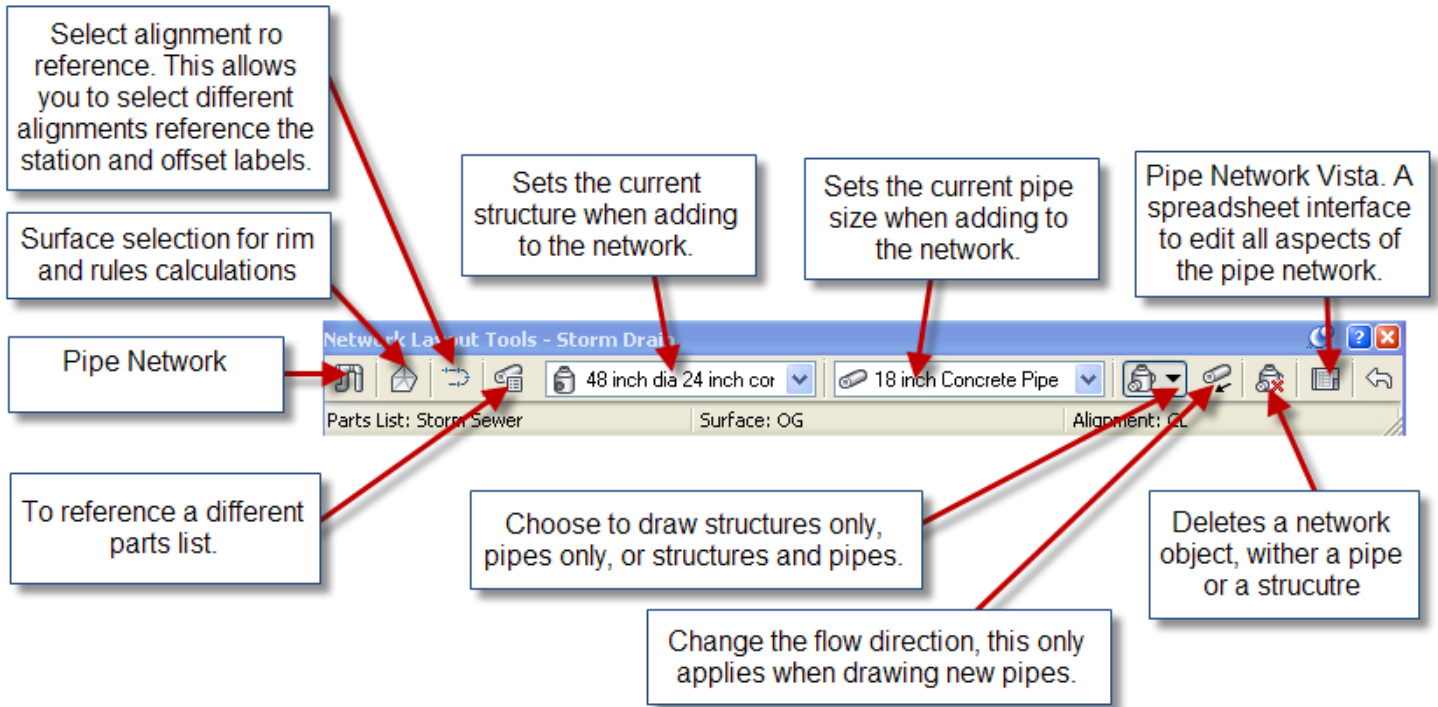 Select alignment ro
reference. This allows
you to select different
alignments reference the
station and offset labels.
Surface selection for rim
and rules calculations
Pipe Network
To reference a different
parts list.
Sets the current
structure when adding
to the network.
Sets the current pipe
size when adding to
the network.
Pipe Network Vista. A
spreadsheet interface
to edit all aspects of
the pipe network.
Network Layout Tools - Storm Drain
48 inch dia 24 inch cor
18 inch Concrete Pipe
Parts List: Storm Sewer
Surface: OG
Alignment: CL
Choose to draw structures only,
pipes only, or structures and pipes.
Change the flow direction, this only
applies when drawing new pipes.
Deletes a network
object, wither a pipe
or a strucutre